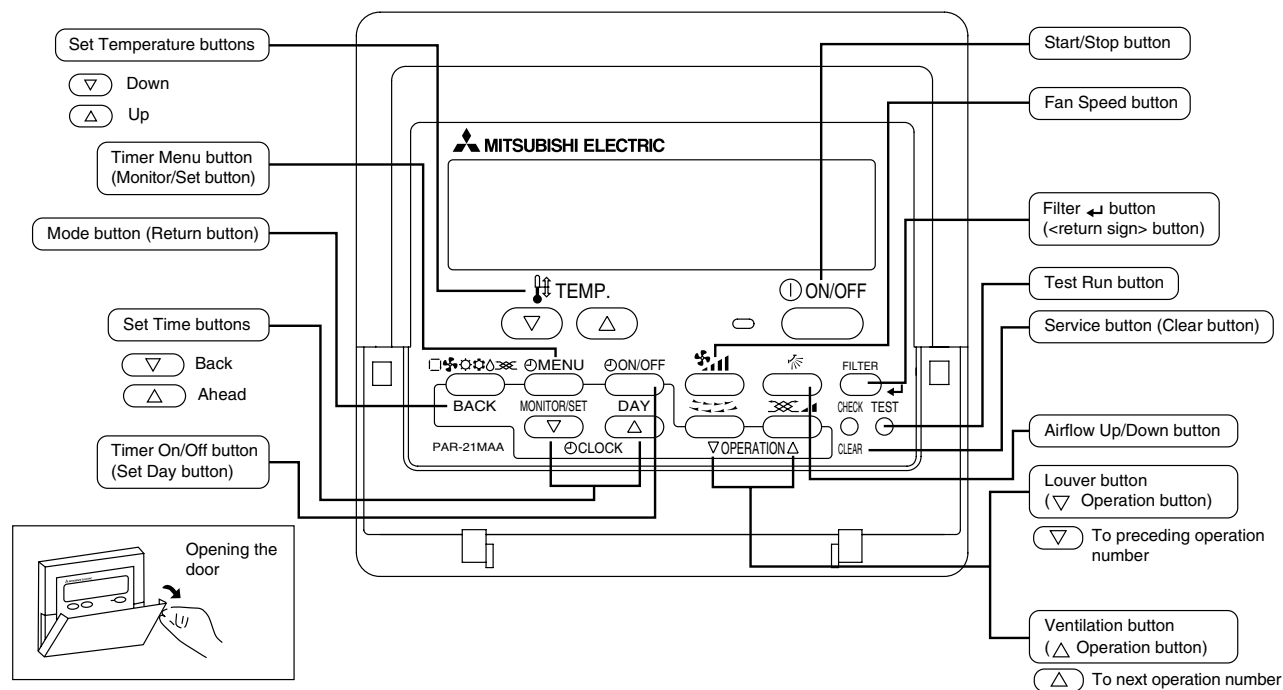 Set Temperature buttons
▽ Down
△ Up
Timer Menu button
(Monitor/Set button)
Mode button (Return button)
Set Time buttons
▽ Back
△ Ahead
Timer On/Off button
(Set Day button)
Opening the
door
MITSUBISHI ELECTRIC
TEMP.
ON/OFF
▽ △
MENU
ON/OFF
FILTER
BACK
MONITOR/SET
DAY
CHECK TEST
▽ △
PAR-21MAA
CLOCK
▽ OPERATION △
CLEAR
Start/Stop button
Fan Speed button
Filter ↵ button
(<return sign> button)
Test Run button
Service button (Clear button)
Airflow Up/Down button
Louver button
(▽ Operation button)
▽ To preceding operation
number
Ventilation button
(△ Operation button)
△ To next operation number